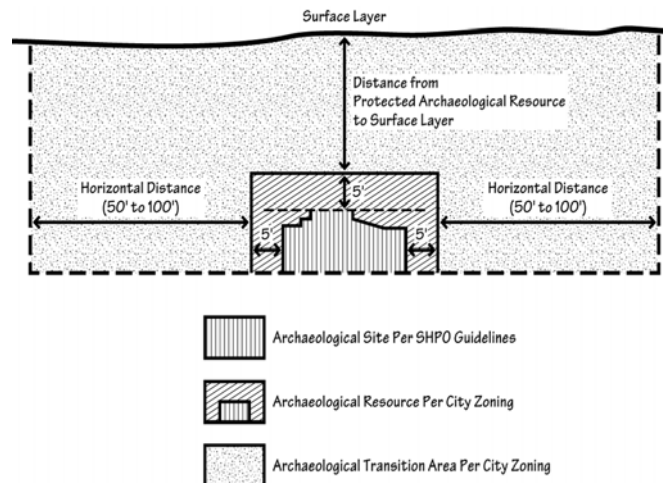 Surface Layer
Distance from
Protected Archaeological Resource
to Surface Layer
Horizontal Distance
(50' to 100')
5'
Horizontal Distance
(50' to 100')
5'
5'
Archaeological Site Per SHPO Guidelines
Archaeological Resource Per City Zoning
Archaeological Transition Area Per City Zoning